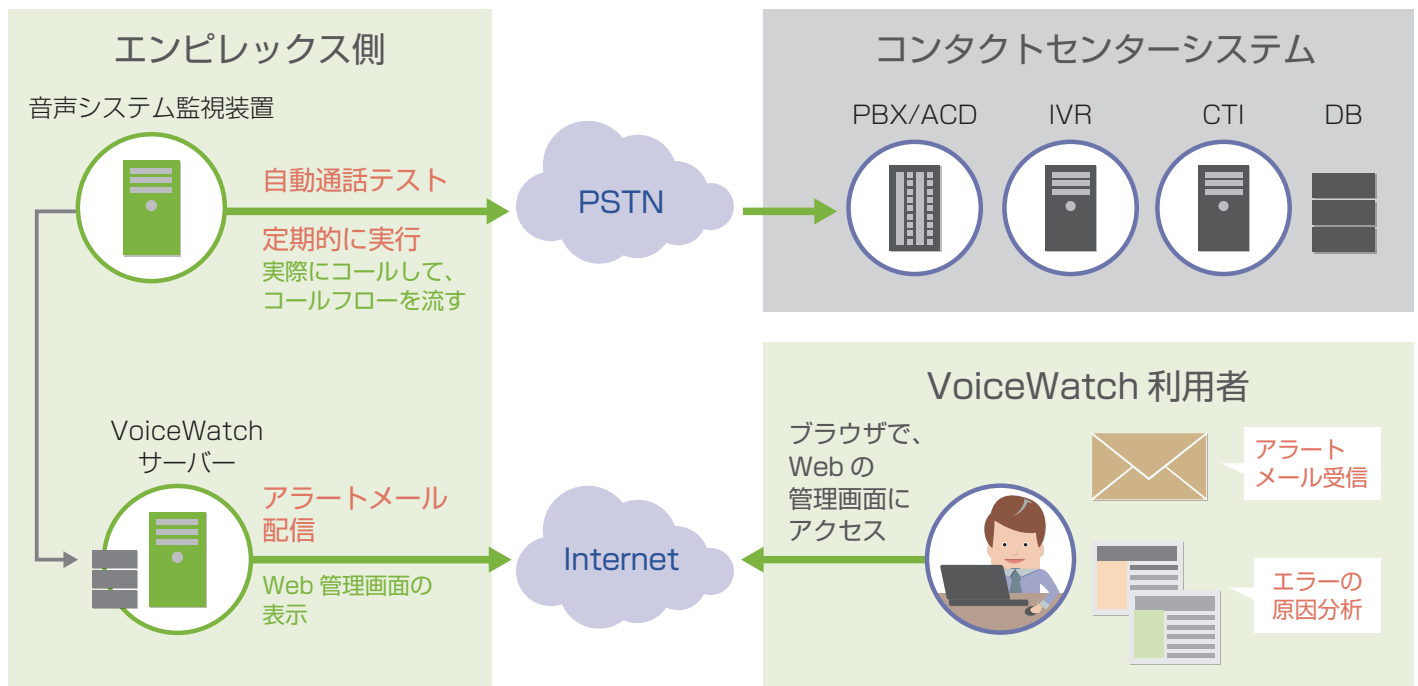 エンピレックス側
音声システム監視装置
自動通話テスト
定期的に実行
実際にコールして、
コールフローを流す
PSTN
コンタクトセンターシステム
PBX/ACD
IVR
CTI
DB
VoiceWatch
サーバー
アラートメール
配信
Web 管理画面の
表示
Internet
VoiceWatch 利用者
ブラウザで、
Web の
管理画面に
アクセス
アラート
メール受信
エラーの
原因分析